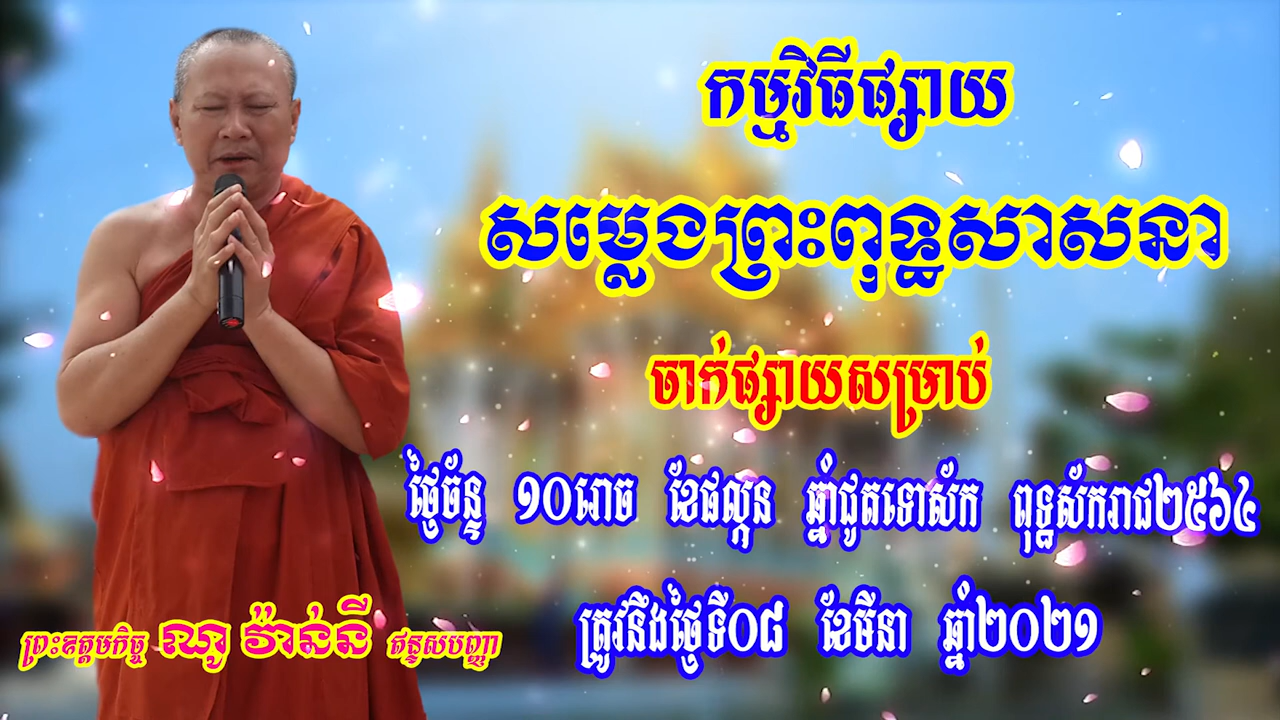 កម្មវិធីផ្សាយ
សម្លេងព្រះពុទ្ធសាសនា
ចាក់ផ្សាយសម្រាប់
ថ្ងៃច័ន្ទ ១០រោច ខែផល្គុន ឆ្នាំជូតទោស័ក ពុទ្ធស័ករាជ២៥៦៤
ត្រូវនឹងថ្ងៃទី០៨ ខែមីនា ឆ្នាំ២០២១
ព្រះឧត្តមកិច្ច ណូ វ៉ាន់នី ឥន្ទសបញ្ញា